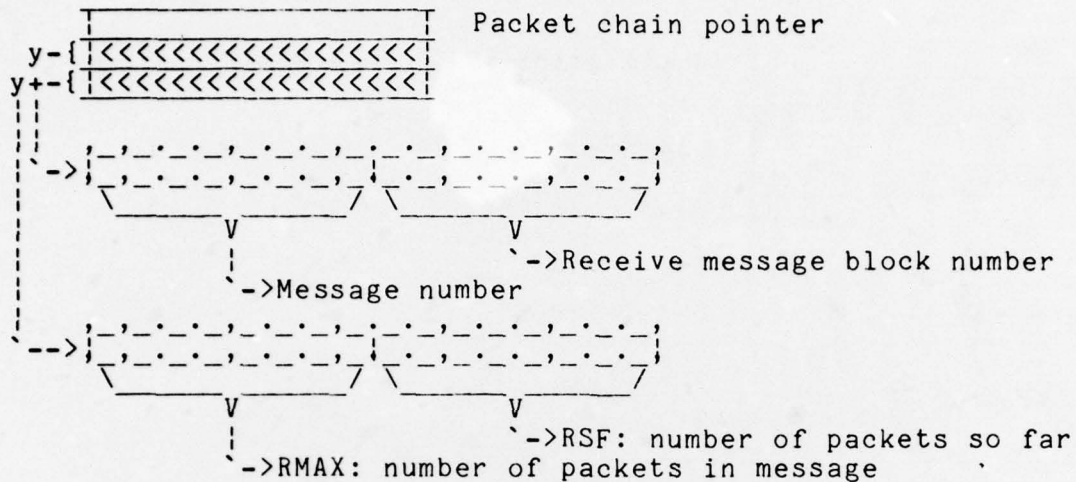 Packet chain pointer
y-{¦<<<<<<<<<<<<<<<<<<¦
y+-{¦<<<<<<<<<<<<<<<<<<¦
->
V V
`->Receive message block number
`->Message number
`-->
V V
`->RSF: number of packets so far
`->RMAX: number of packets in message